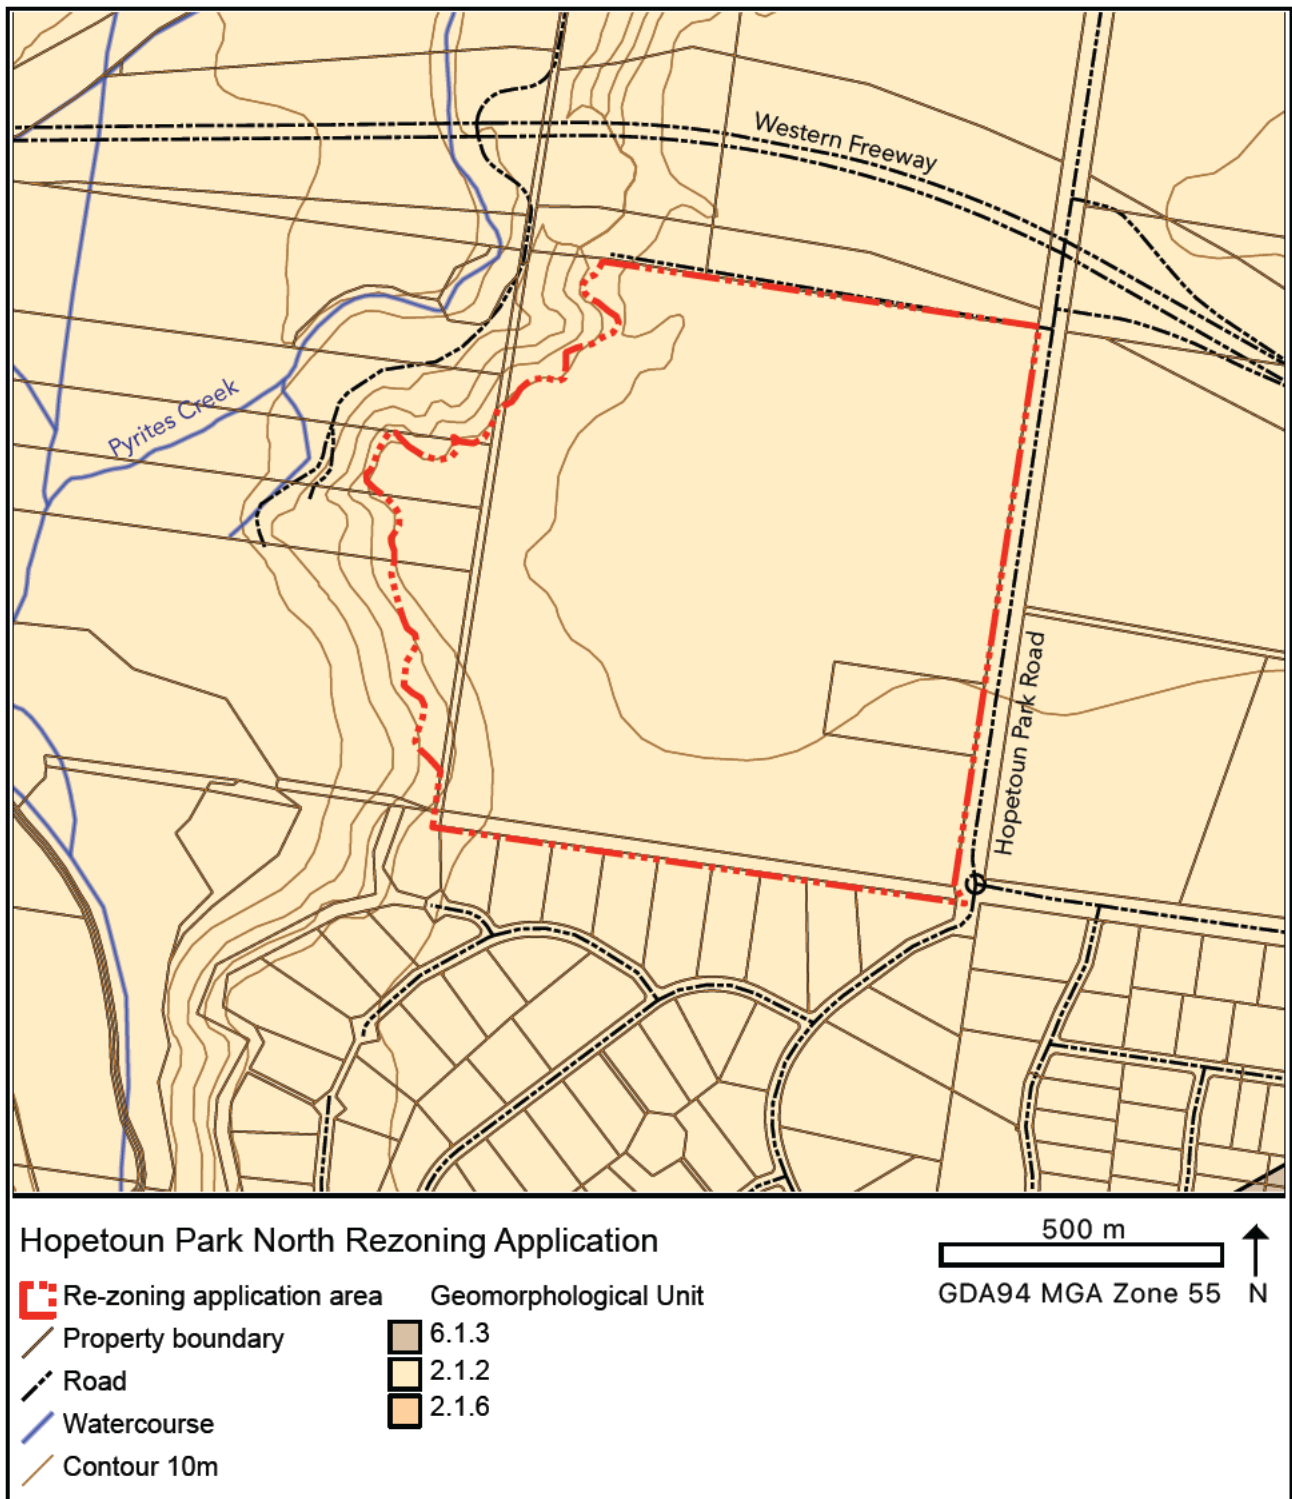 Western Freeway
Pyrites Creek
Hopetoun Park Road
Hopetoun Park North Rezoning Application
Re-zoning application area
Property boundary
Road
Watercourse
Contour 10m
Geomorphological Unit
6.1.3
2.1.2
2.1.6
500 m
GDA94 MGA Zone 55
N